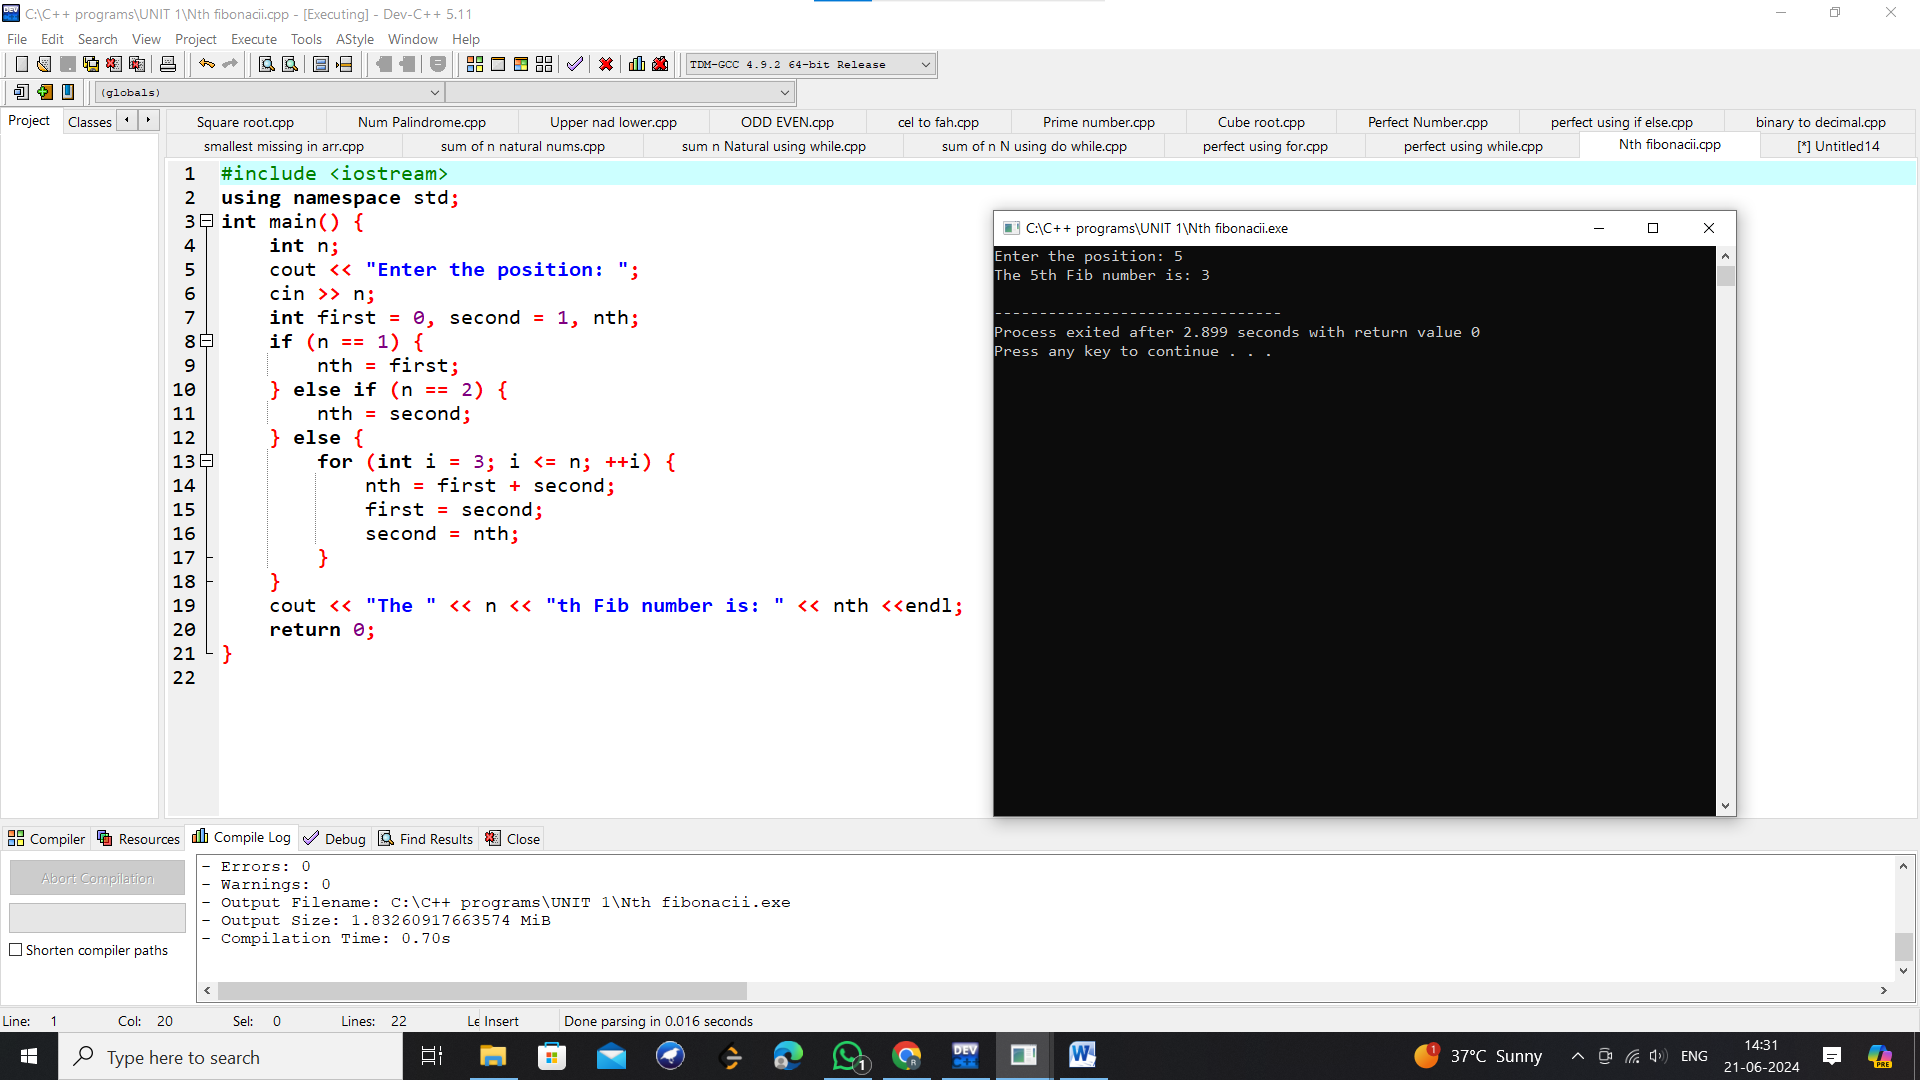 C:\C++ programs\UNIT 1\Nth fibonacii.cpp - [Executing] - Dev-C++ 5.11
File Edit Search View Project Execute Tools AStyle Window Help
TDM-GCC 4.9.2 64-bit Release
(globals)
Project Classes
Square root.cpp Num Palindrome.cpp Upper nad lower.cpp ODD EVEN.cpp cel to fah.cpp Prime number.cpp Cube root.cpp Perfect Number.cpp perfect using if else.cpp binary to decimal.cpp
smallest missing in arr.cpp sum of n natural nums.cpp sum n Natural using while.cpp sum of n N using do while.cpp perfect using for.cpp perfect using while.cpp Nth fibonacii.cpp [*] Untitled14
1 #include <iostream>
2 using namespace std;
3 int main() {
4 int n;
5 cout << "Enter the position: ";
6 cin >> n;
7 int first = 0, second = 1, nth;
8 if (n == 1) {
9 nth = first;
10 } else if (n == 2) {
11 nth = second;
12 } else {
13 for (int i = 3; i <= n; ++i) {
14 nth = first + second;
15 first = second;
16 second = nth;
17 }
18 }
19 cout << "The " << n << "th Fib number is: " << nth <<endl;
20 return 0;
21 }
22
C:\C++ programs\UNIT 1\Nth fibonacii.exe
Enter the position: 5
The 5th Fib number is: 3
--------------------------------
Process exited after 2.899 seconds with return value 0
Press any key to continue . . .
Compiler Resources Compile Log Debug Find Results Close
Abort Compilation
Shorten compiler paths
- Errors: 0
- Warnings: 0
- Output Filename: C:\C++ programs\UNIT 1\Nth fibonacii.exe
- Output Size: 1.83260917663574 MiB
- Compilation Time: 0.70s
Line: 1 Col: 20 Sel: 0 Lines: 22 Le Insert Done parsing in 0.016 seconds
Type here to search
DEV
1
1
37°C Sunny
ENG
14:31
21-06-2024
PRE